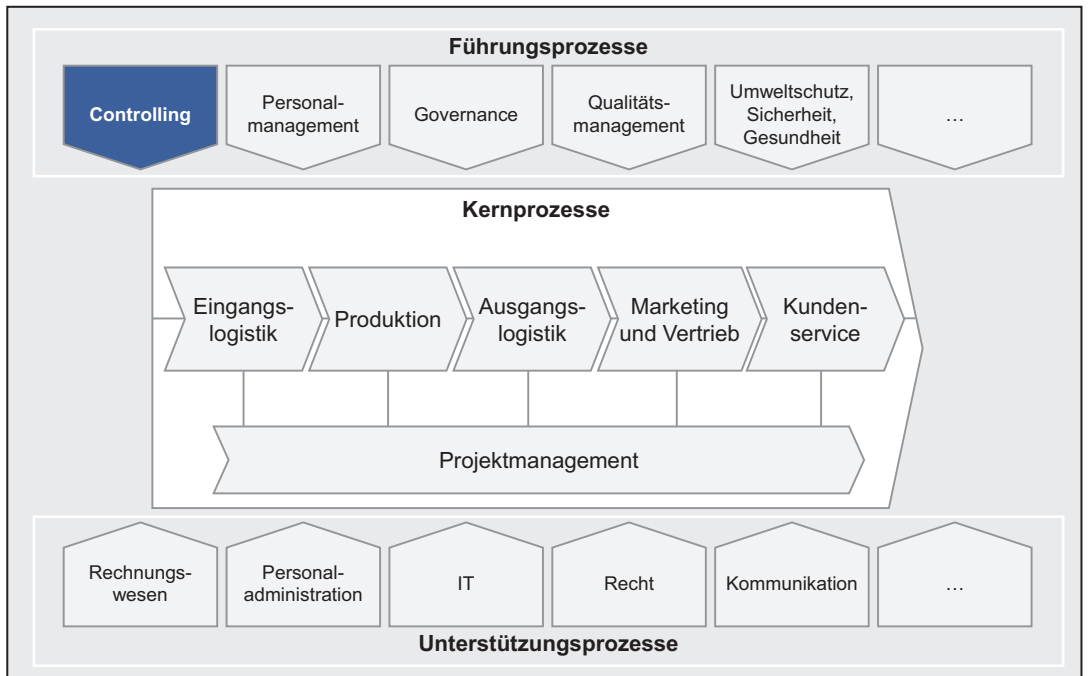 Führungsprozesse
Controlling
Personal-
management
Governance
Qualitäts-
management
Umweltschutz,
Sicherheit,
Gesundheit
…
Kernprozesse
Eingangs-
logistik
Produktion
Ausgangs-
logistik
Marketing
und Vertrieb
Kunden-
service
Projektmanagement
Rechnungs-
wesen
Personal-
administration
IT
Recht
Kommunikation
…
Unterstützungsprozesse